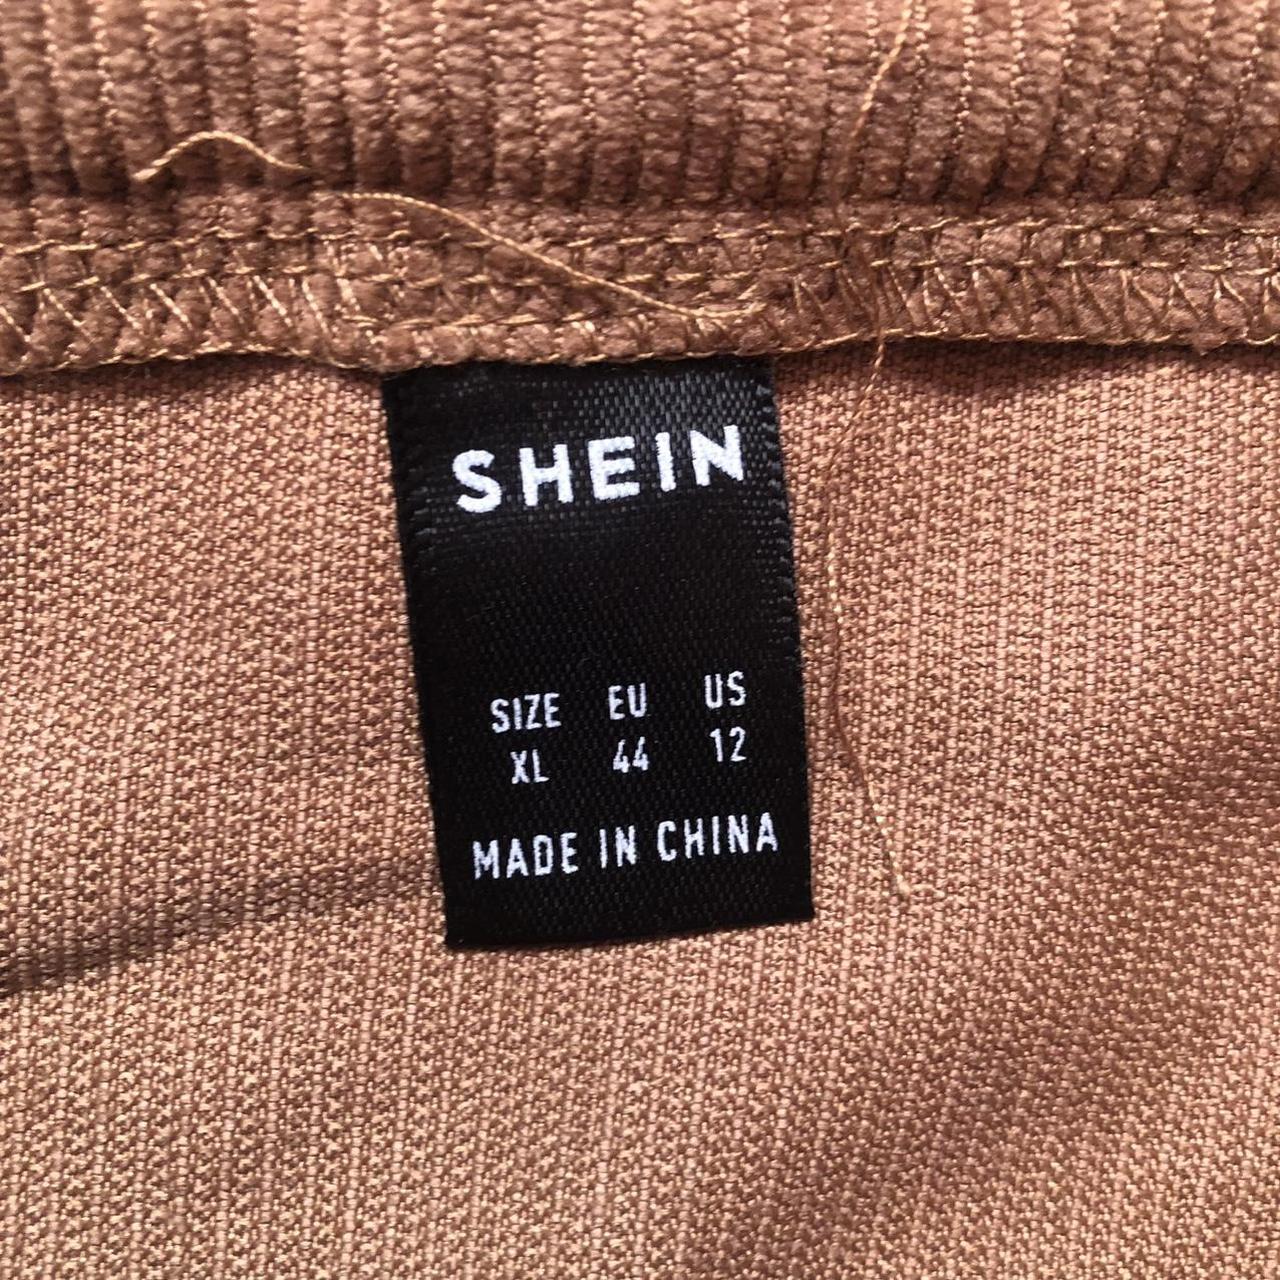 SHEIN
SIZE EU US
XL 44 12
MADE IN CHINA